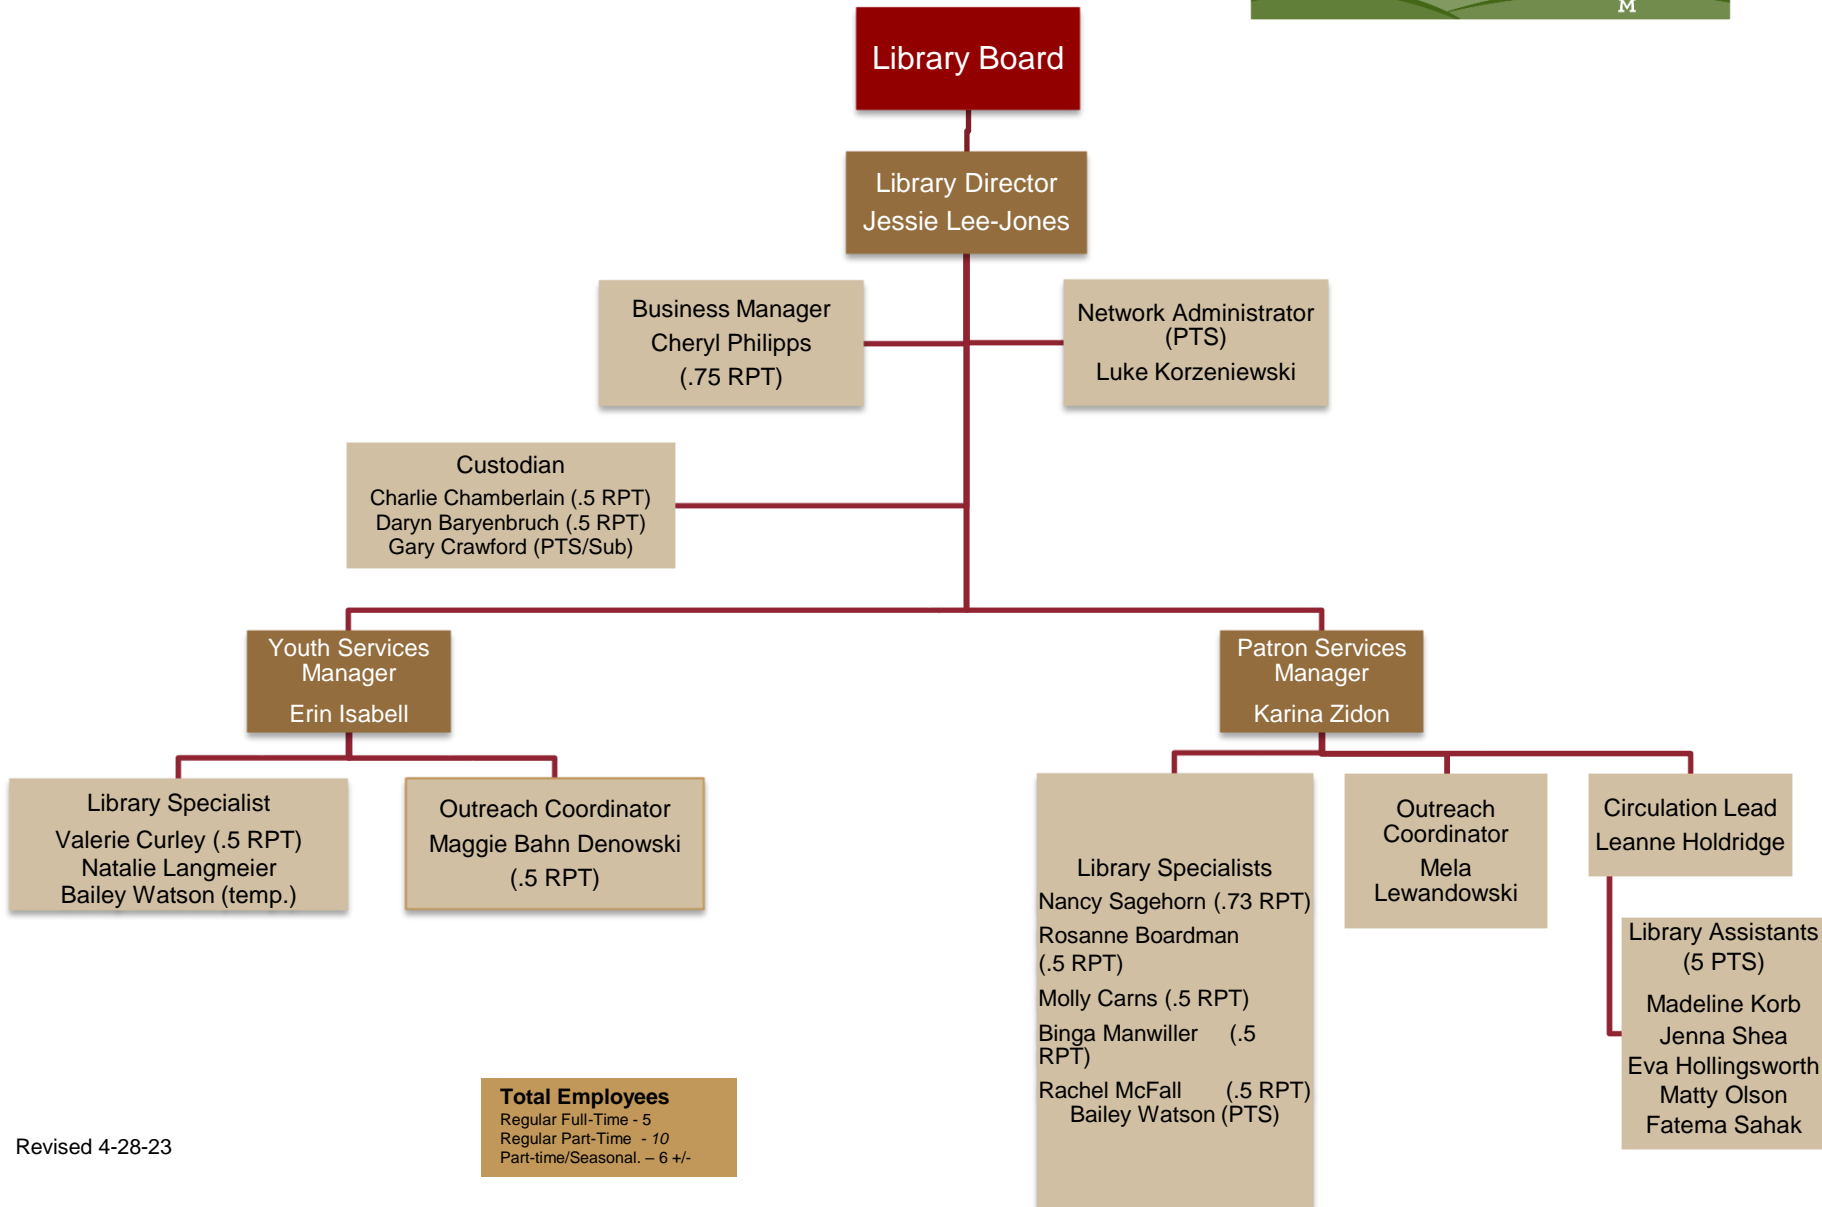 M
Library Board
Library Director
Jessie Lee-Jones
Business Manager
Cheryl Philipps
(.75 RPT)
Network Administrator
(PTS)
Luke Korzeniewski
Custodian
Charlie Chamberlain (.5 RPT)
Daryn Baryenbruch (.5 RPT)
Gary Crawford (PTS/Sub)
Youth Services
Manager
Erin Isabell
Patron Services
Manager
Karina Zidon
Library Specialist
Valerie Curley (.5 RPT)
Natalie Langmeier
Bailey Watson (temp.)
Outreach Coordinator
Maggie Bahn Denowski
(.5 RPT)
Library Specialists
Nancy Sagehorn (.73 RPT)
Rosanne Boardman
(.5 RPT)
Molly Carns (.5 RPT)
Binga Manwiller (.5
RPT)
Rachel McFall (.5 RPT)
Bailey Watson (PTS)
Outreach
Coordinator
Mela
Lewandowski
Circulation Lead
Leanne Holdridge
Library Assistants
(5 PTS)
Madeline Korb
Jenna Shea
Eva Hollingsworth
Matty Olson
Fatema Sahak
Total Employees
Regular Full-Time - 5
Regular Part-Time - 10
Part-time/Seasonal. – 6 +/-
Revised 4-28-23